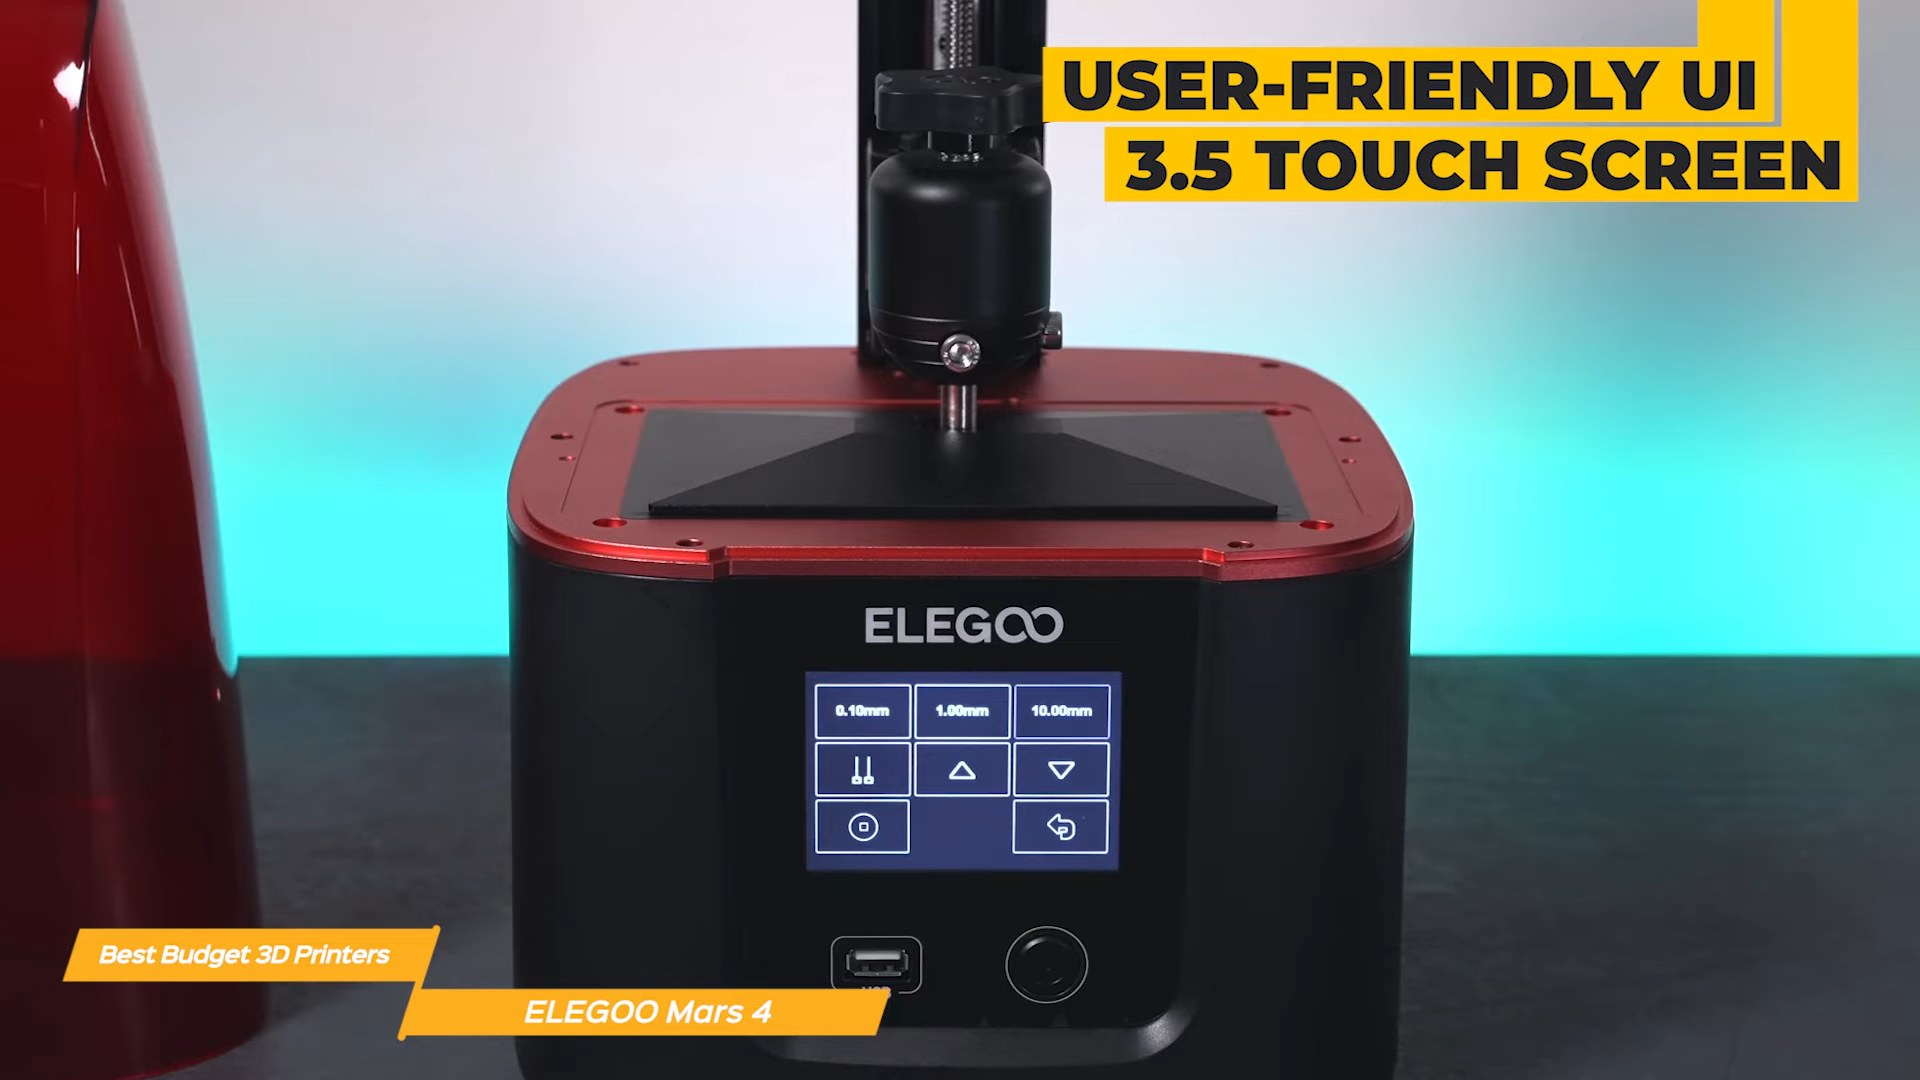 USER-FRIENDLY UI
3.5 TOUCH SCREEN
ELEGOO
0.10mm 1.00mm 10.00mm
Best Budget 3D Printers
ELEGOO Mars 4